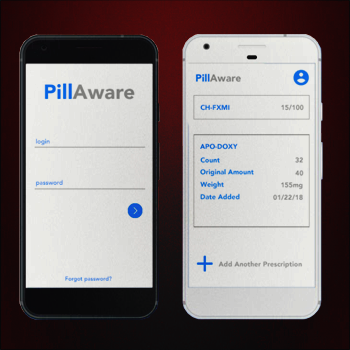 PillAware
login
password
Forgot password?
PillAware
CH-FXMI 15/100
APO-DOXY
Count 32
Original Amount 40
Weight 155mg
Date Added 01/22/18
Add Another Prescription